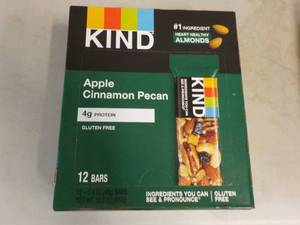 KIND
#1 INGREDIENT
HEART HEALTHY
ALMONDS
Apple
Cinnamon Pecan
4g PROTEIN
GLUTEN FREE
KIND
12 BARS
INGREDIENTS YOU CAN
SEE & PRONOUNCE
GLUTEN
FREE